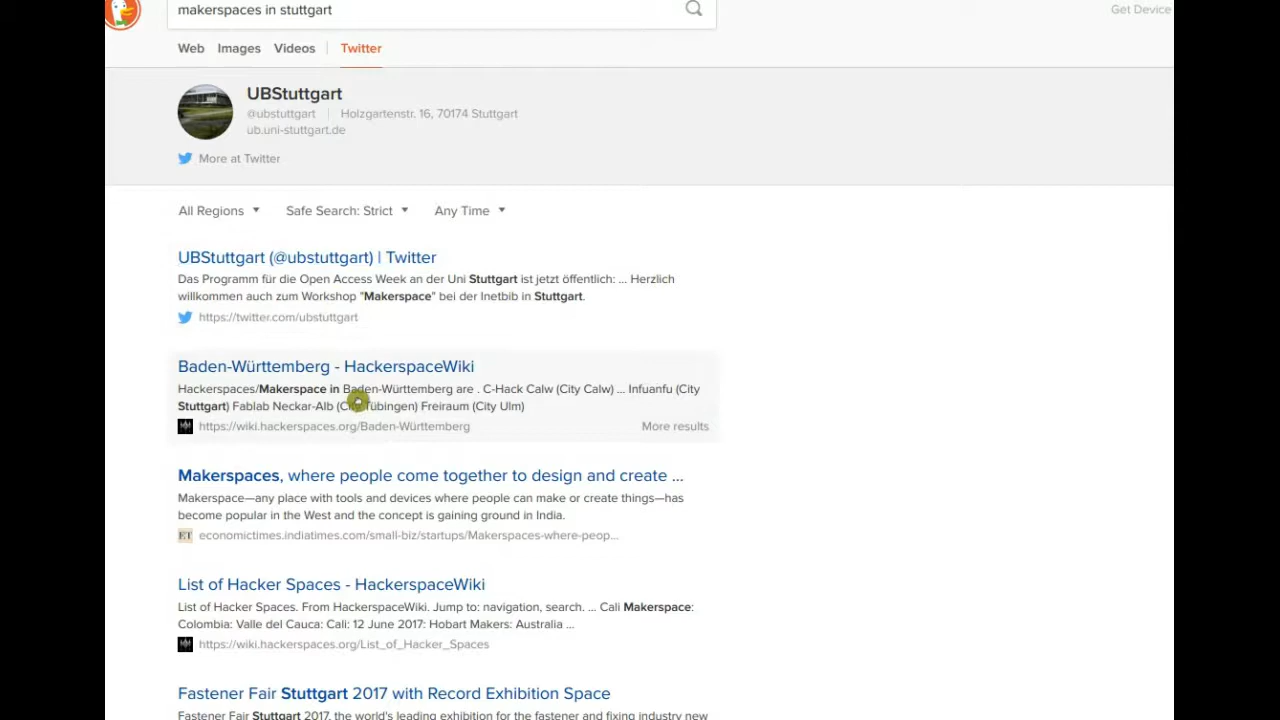 makerspaces in stuttgart
Get Device
Web Images Videos Twitter
UBStuttgart
@ubstuttgart Holzgartenstr. 16, 70174 Stuttgart
ub.uni-stuttgart.de
More at Twitter
All Regions Safe Search: Strict Any Time
UBStuttgart (@ubstuttgart) | Twitter
Das Programm für die Open Access Week an der Uni Stuttgart ist jetzt öffentlich: ... Herzlich
willkommen auch zum Workshop "Makerspace" bei der Inetbib in Stuttgart.
https://twitter.com/ubstuttgart
Baden-Württemberg - HackerspaceWiki
Hackerspaces/Makerspace in Baden-Württemberg are . C-Hack Calw (City Calw) ... Infuanfu (City
Stuttgart) Fablab Neckar-Alb (City Tübingen) Freiraum (City Ulm)
https://wiki.hackerspaces.org/Baden-Württemberg More results
Makerspaces, where people come together to design and create ...
Makerspace—any place with tools and devices where people can make or create things—has
become popular in the West and the concept is gaining ground in India.
ET economictimes.indiatimes.com/small-biz/startups/Makerspaces-where-peop...
List of Hacker Spaces - HackerspaceWiki
List of Hacker Spaces. From HackerspaceWiki. Jump to: navigation, search. ... Cali Makerspace:
Colombia: Valle del Cauca: Cali: 12 June 2017: Hobart Makers: Australia ...
https://wiki.hackerspaces.org/List_of_Hacker_Spaces
Fastener Fair Stuttgart 2017 with Record Exhibition Space
Fastener Fair Stuttgart 2017, the world's leading exhibition for the fastener and fixing industry new